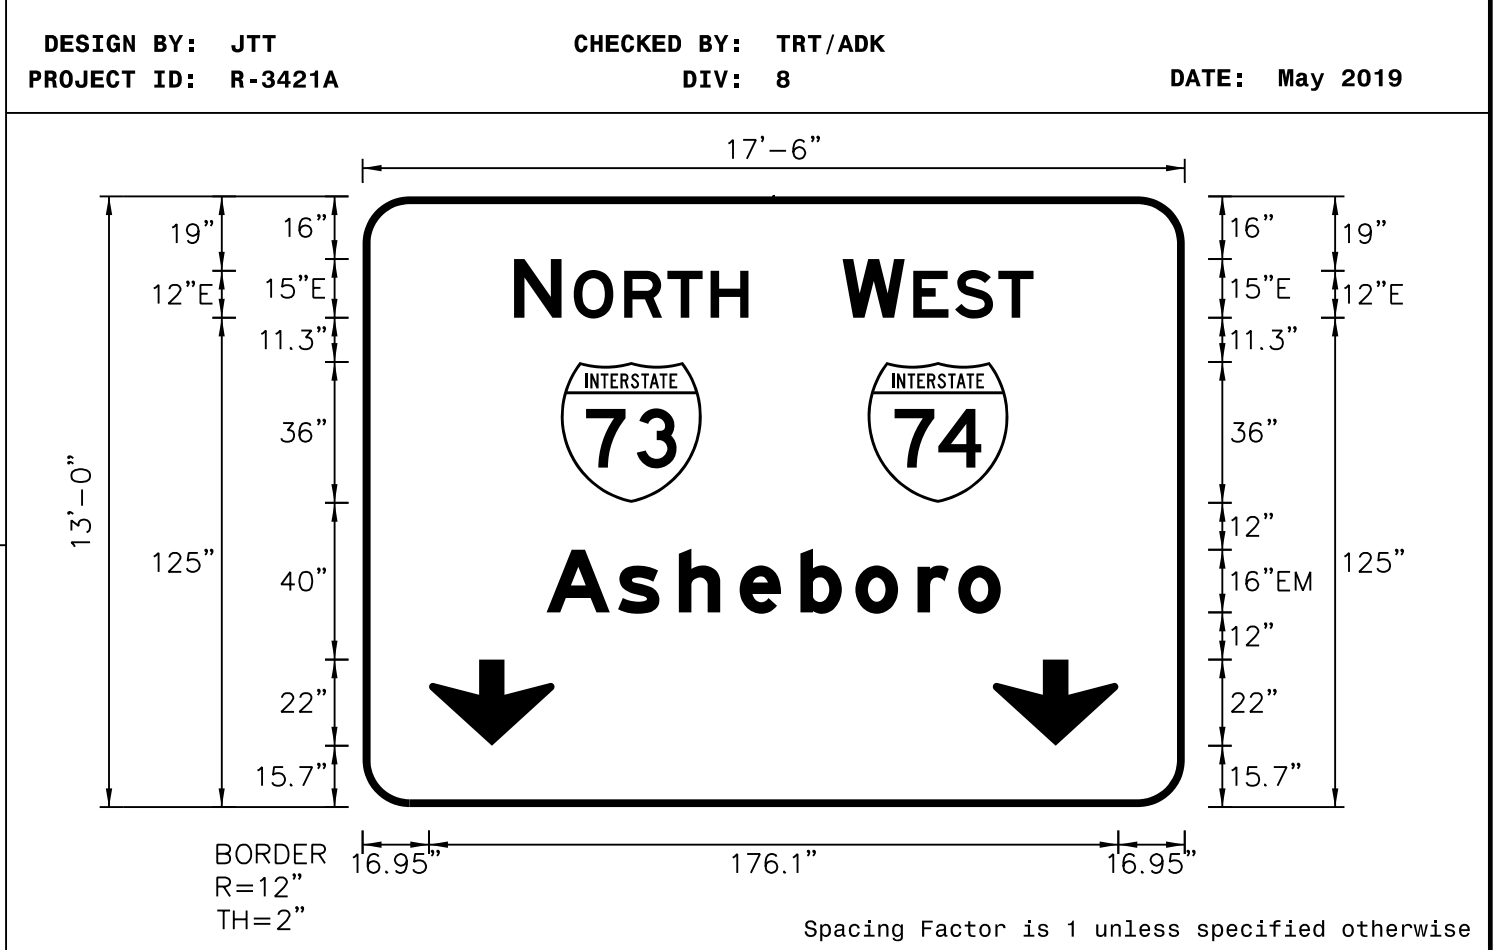 DESIGN BY: JTT CHECKED BY: TRT/ADK
PROJECT ID: R-3421A DIV: 8 DATE: May 2019
17'-6"
19" 16" 16" 19"
NORTH WEST
12"E 15"E 15"E 12"E
11.3" 11.3"
INTERSTATE INTERSTATE
73 74
36" 36"
13'-0"
12"
125" 125"
40" 16"EM
Asheboro
12"
22" 22"
15.7" 15.7"
BORDER 16.95" 176.1" 16.95"
R=12"
TH=2"
Spacing Factor is 1 unless specified otherwise